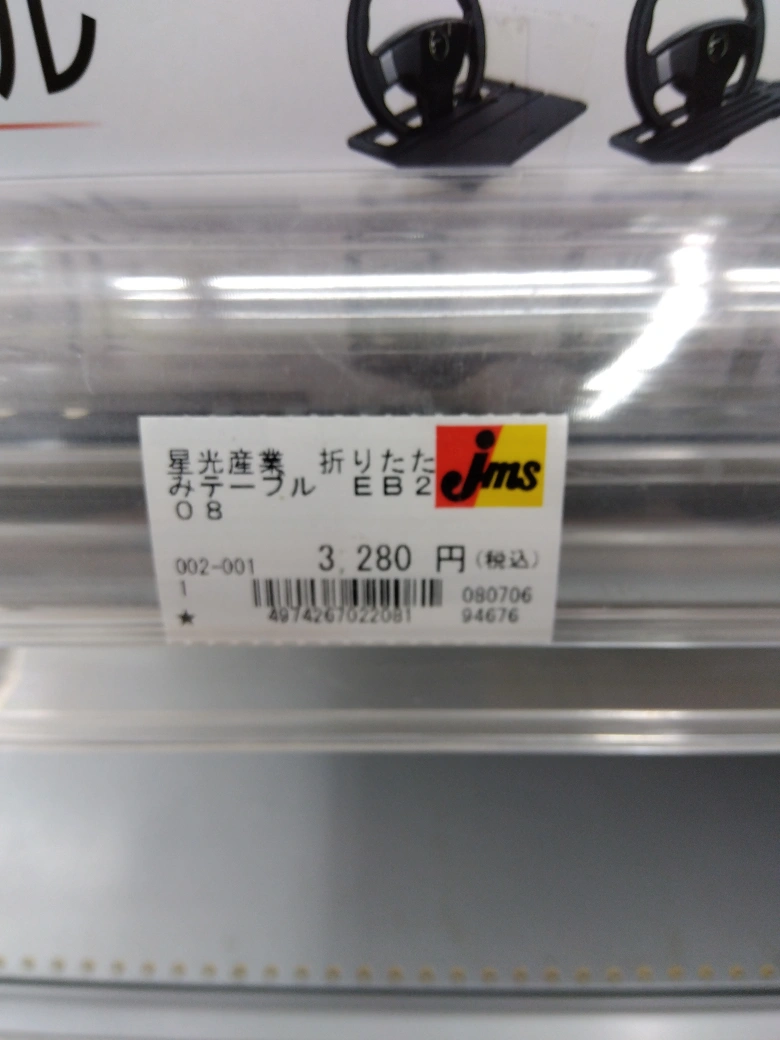 ル
星光産業 折りたた
みテーブル EB2
08
jms
3,280 円(税込)
002-001
1
080706
★
4974267022081
94676